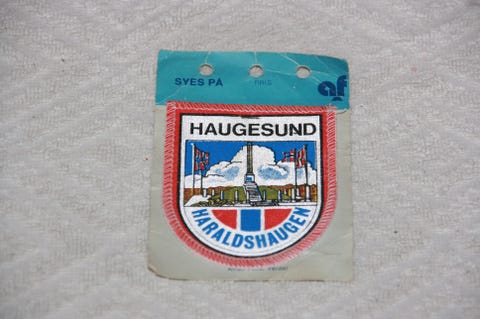 SYES PÅ
PRIS
af
HAUGESUND
HARALDSHAUGEN